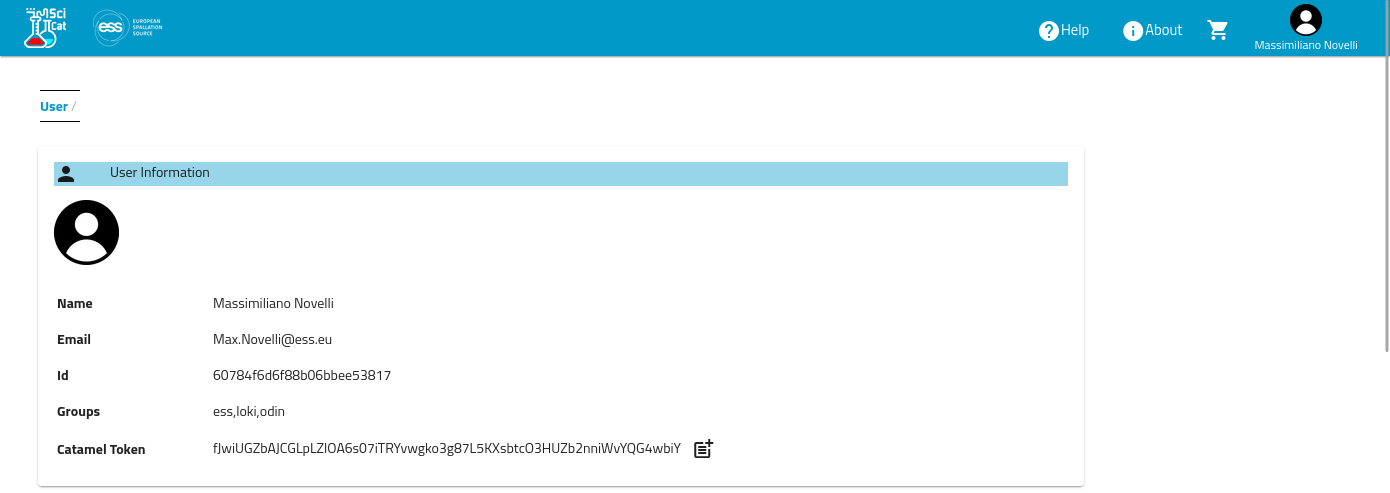 Sci
Cat
ess
EUROPEAN
SPALLATION
SOURCE
Help
About
Massimiliano Novelli
User /
User Information
Name Massimiliano Novelli
Email Max.Novelli@ess.eu
Id 60784f6d6f88b06bbee53817
Groups ess,loki,odin
Catamel Token fJwiUGZbAJCGLpLZIOA6s07iTRYvwgko3g87L5KXsbtcO3HUZb2nniWvYQG4wbiY